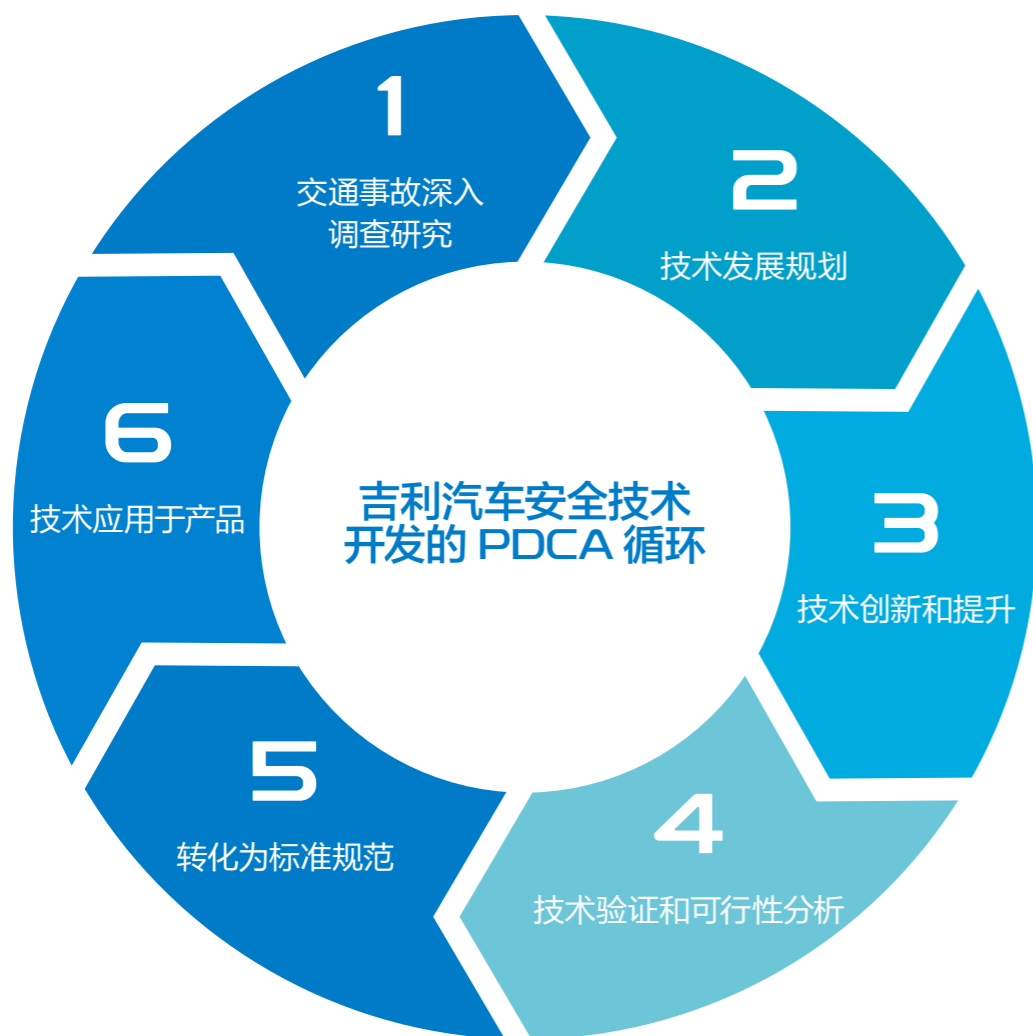 1
交通事故深入
调查研究
2
技术发展规划
3
技术创新和提升
4
技术验证和可行性分析
5
转化为标准规范
6
技术应用于产品
吉利汽车安全技术
开发的 PDCA 循环